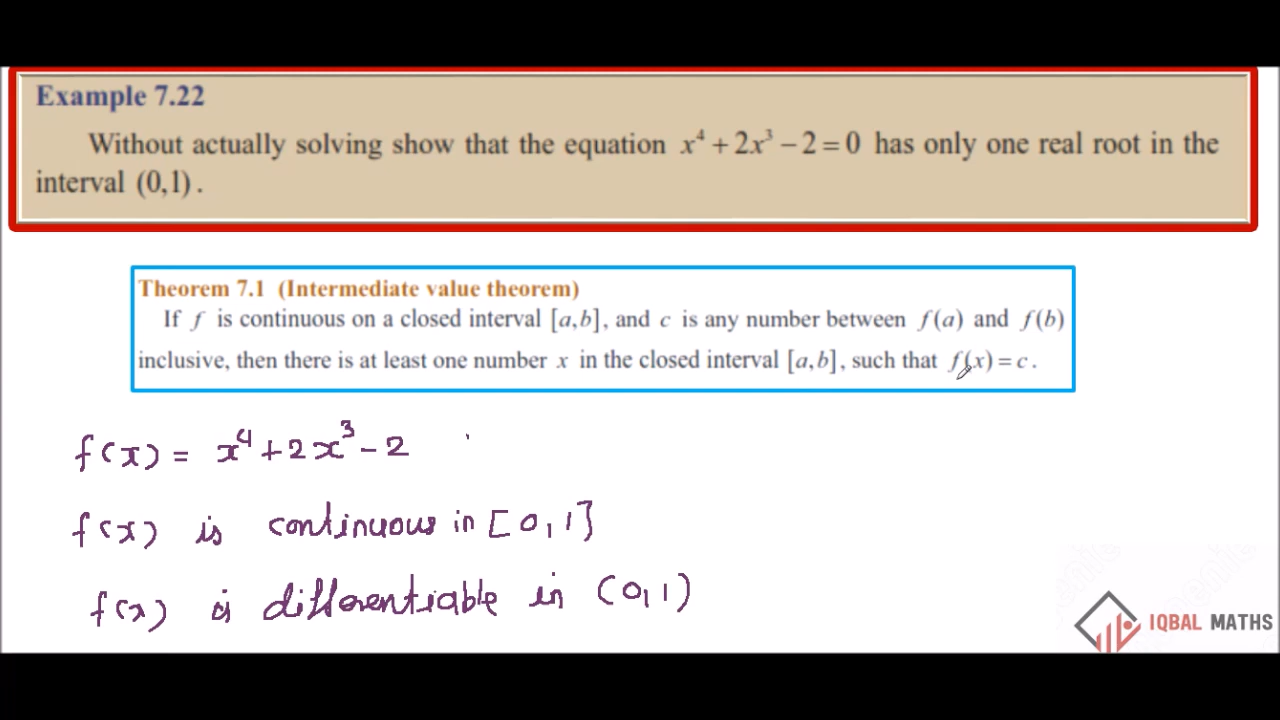 Example 7.22
Without actually solving show that the equation x⁴ + 2x³ − 2 = 0 has only one real root in the
interval (0,1) .
Theorem 7.1 (Intermediate value theorem)
If f is continuous on a closed interval [a,b], and c is any number between f(a) and f(b)
inclusive, then there is at least one number x in the closed interval [a,b], such that f(x) = c .
f(x) = x⁴ + 2x³ − 2
f(x) is continuous in [0, 1]
f(x) is differentiable in (0, 1)
IQBAL MATHS